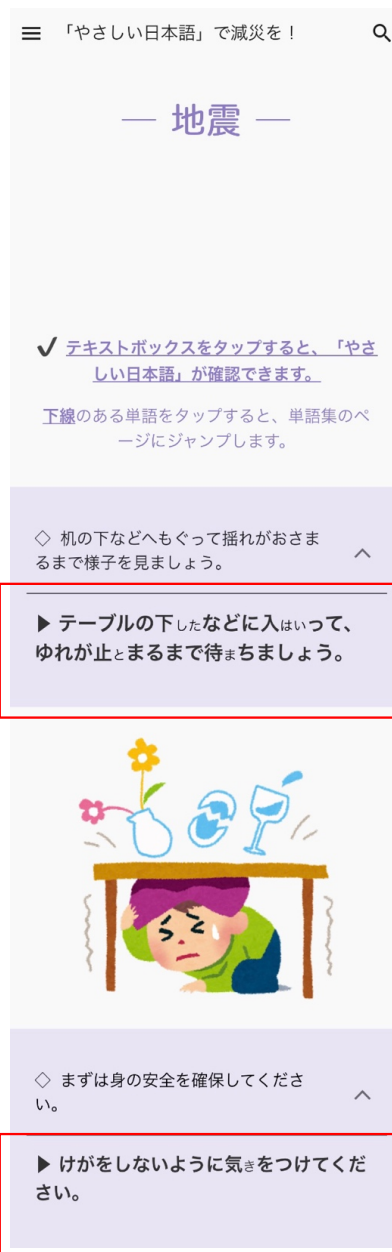 「やさしい日本語」で減災を！
― 地震 ―
✔ テキストボックスをタップすると、「やさ
しい日本語」が確認できます。
下線のある単語をタップすると、単語集のペ
ージにジャンプします。
◇ 机の下などへもぐって揺れがおさま
るまで様子を見ましょう。
▶ テーブルの下したなどに入はいって、
ゆれが止とまるまで待まちましょう。
◇ まずは身の安全を確保してくださ
い。
▶ けがをしないように気きをつけてくだ
さい。